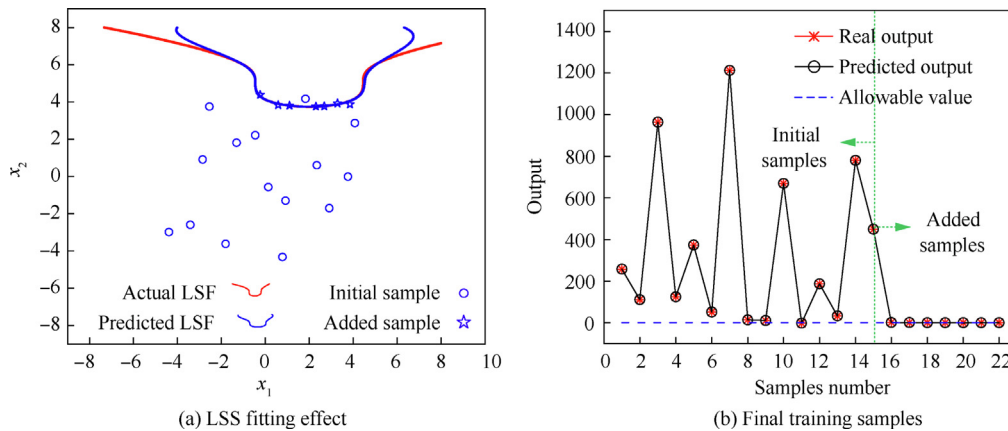 8
6
4
2
0
−2
−4
−6
−8
x2
−8
−6
−4
−2
0
2
4
6
8
10
x1
Actual LSF
Predicted LSF
Initial sample
Added sample
(a) LSS fitting effect
1400
1200
1000
800
600
400
200
0
Output
0
2
4
6
8
10
12
14
16
18
20
22
Samples number
Real output
Predicted output
Allowable value
Initial
samples
Added
samples
(b) Final training samples